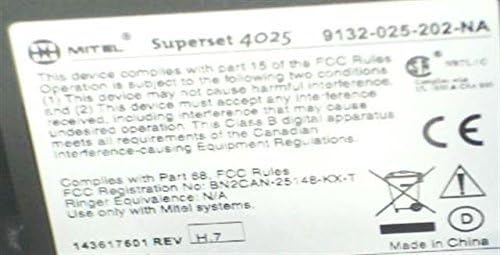 MITEL Superset 4025 9132-025-202-NA
This device complies with part 15 of the FCC Rules
Operation is subject to the following two conditions
(1) This device may not cause harmful interference,
and (2) This device must accept any interference
received, including interference that may cause
undesired operation. This Class B digital apparatus
meets all requirements of the Canadian
Interference-causing Equipment Regulations.
Complies with Part 68, FCC Rules
FCC Registration No: BN2CAN-25148-KX-T
Ringer Equivalence: N/A
Use only with Mitel systems.
143617601 REV H.7
CE
D
Made in China